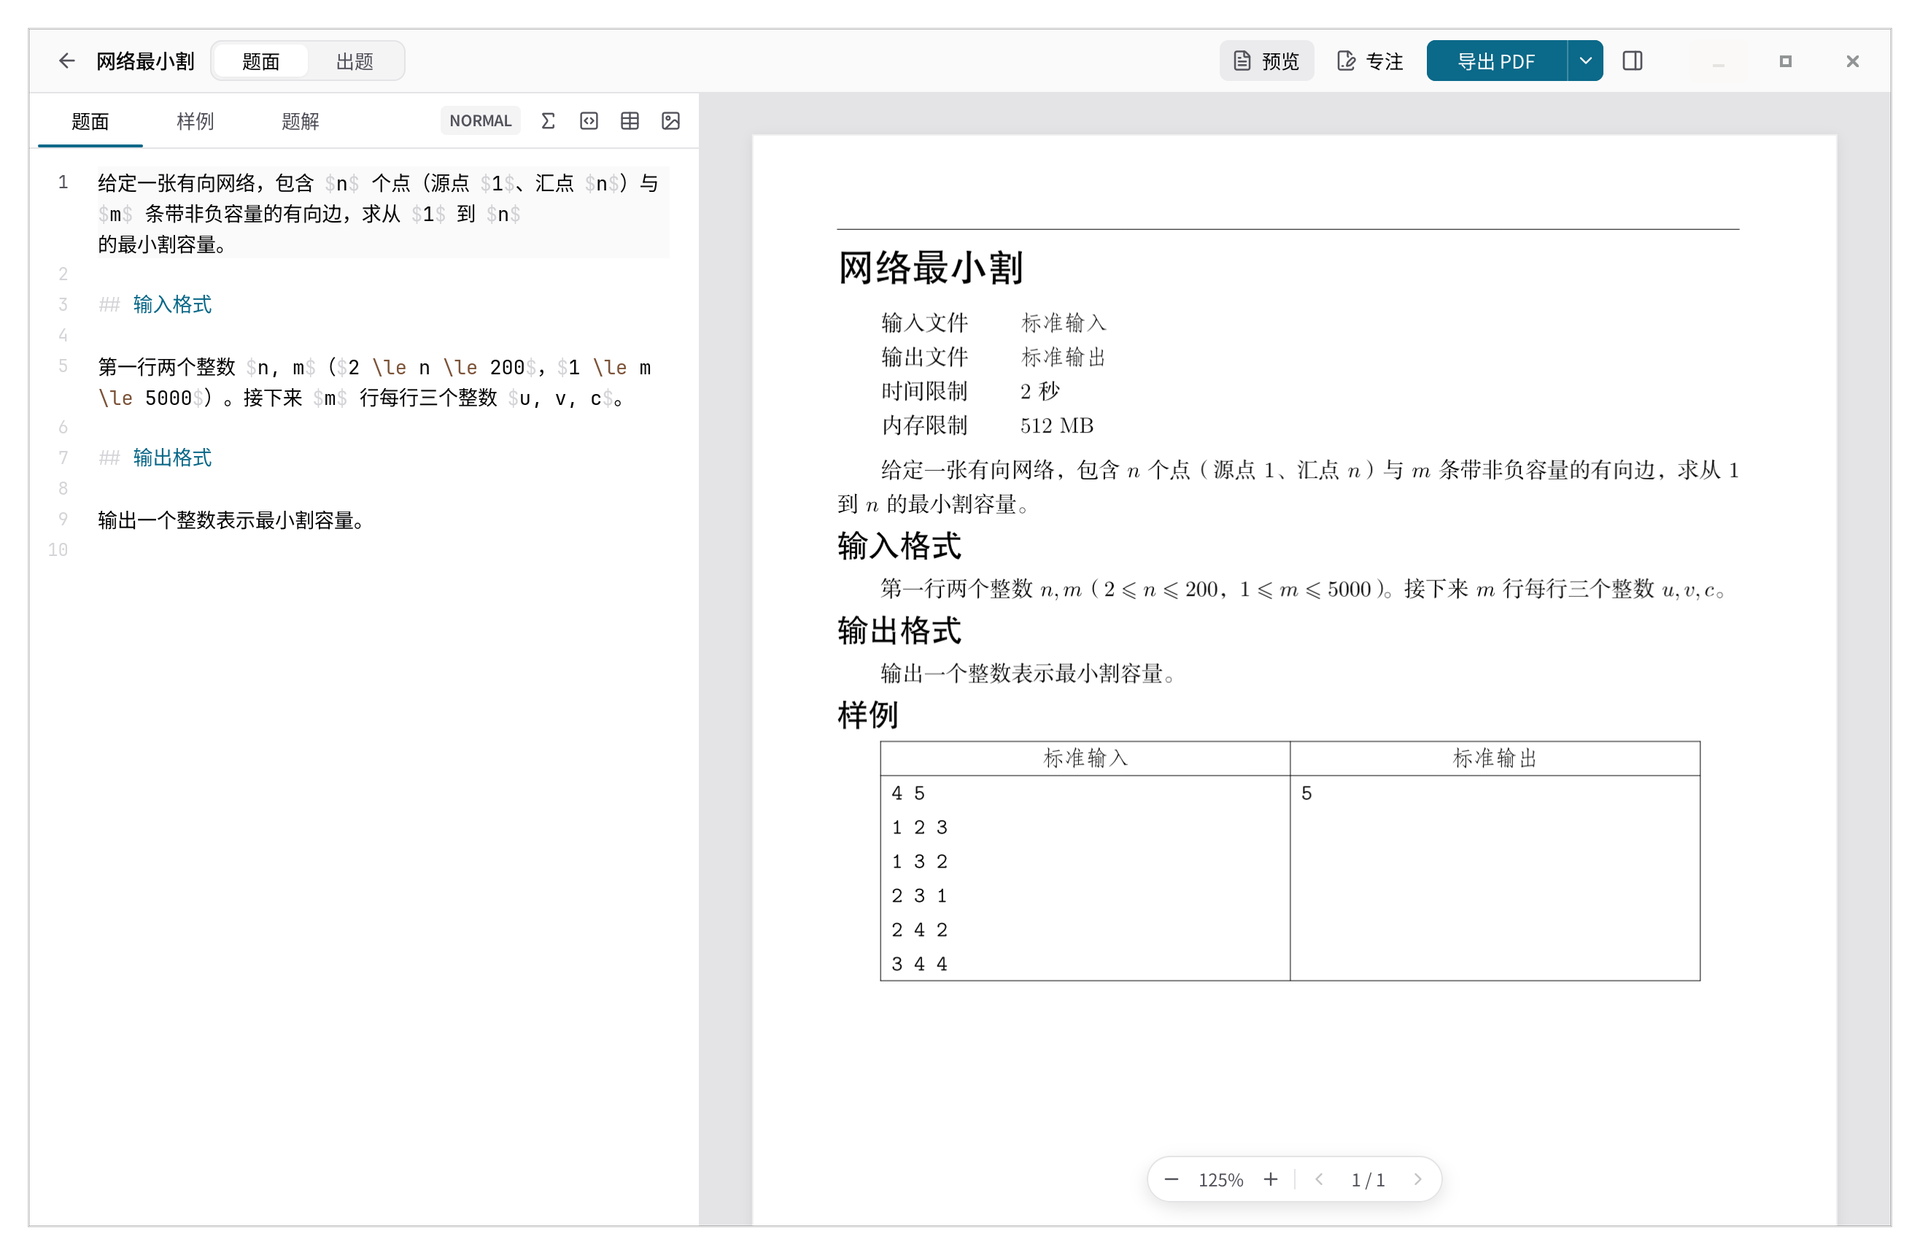 网络最小割
题面
出题
预览
专注
导出 PDF
题面
样例
题解
NORMAL
1 给定一张有向网络，包含 $n$ 个点（源点 $1$、汇点 $n$）与
$m$ 条带非负容量的有向边，求从 $1$ 到 $n$
的最小割容量。
2
3 ## 输入格式
4
5 第一行两个整数 $n, m$（$2 \le n \le 200$，$1 \le m
\le 5000$）。接下来 $m$ 行每行三个整数 $u, v, c$。
6
7 ## 输出格式
8
9 输出一个整数表示最小割容量。
10
网络最小割
输入文件 标准输入
输出文件 标准输出
时间限制 2 秒
内存限制 512 MB
给定一张有向网络，包含 n 个点（源点 1、汇点 n）与 m 条带非负容量的有向边，求从 1
到 n 的最小割容量。
输入格式
第一行两个整数 n, m（2 ⩽ n ⩽ 200，1 ⩽ m ⩽ 5000）。接下来 m 行每行三个整数 u, v, c。
输出格式
输出一个整数表示最小割容量。
样例
标准输入 标准输出
4 5 5
1 2 3
1 3 2
2 3 1
2 4 2
3 4 4
125%
1 / 1